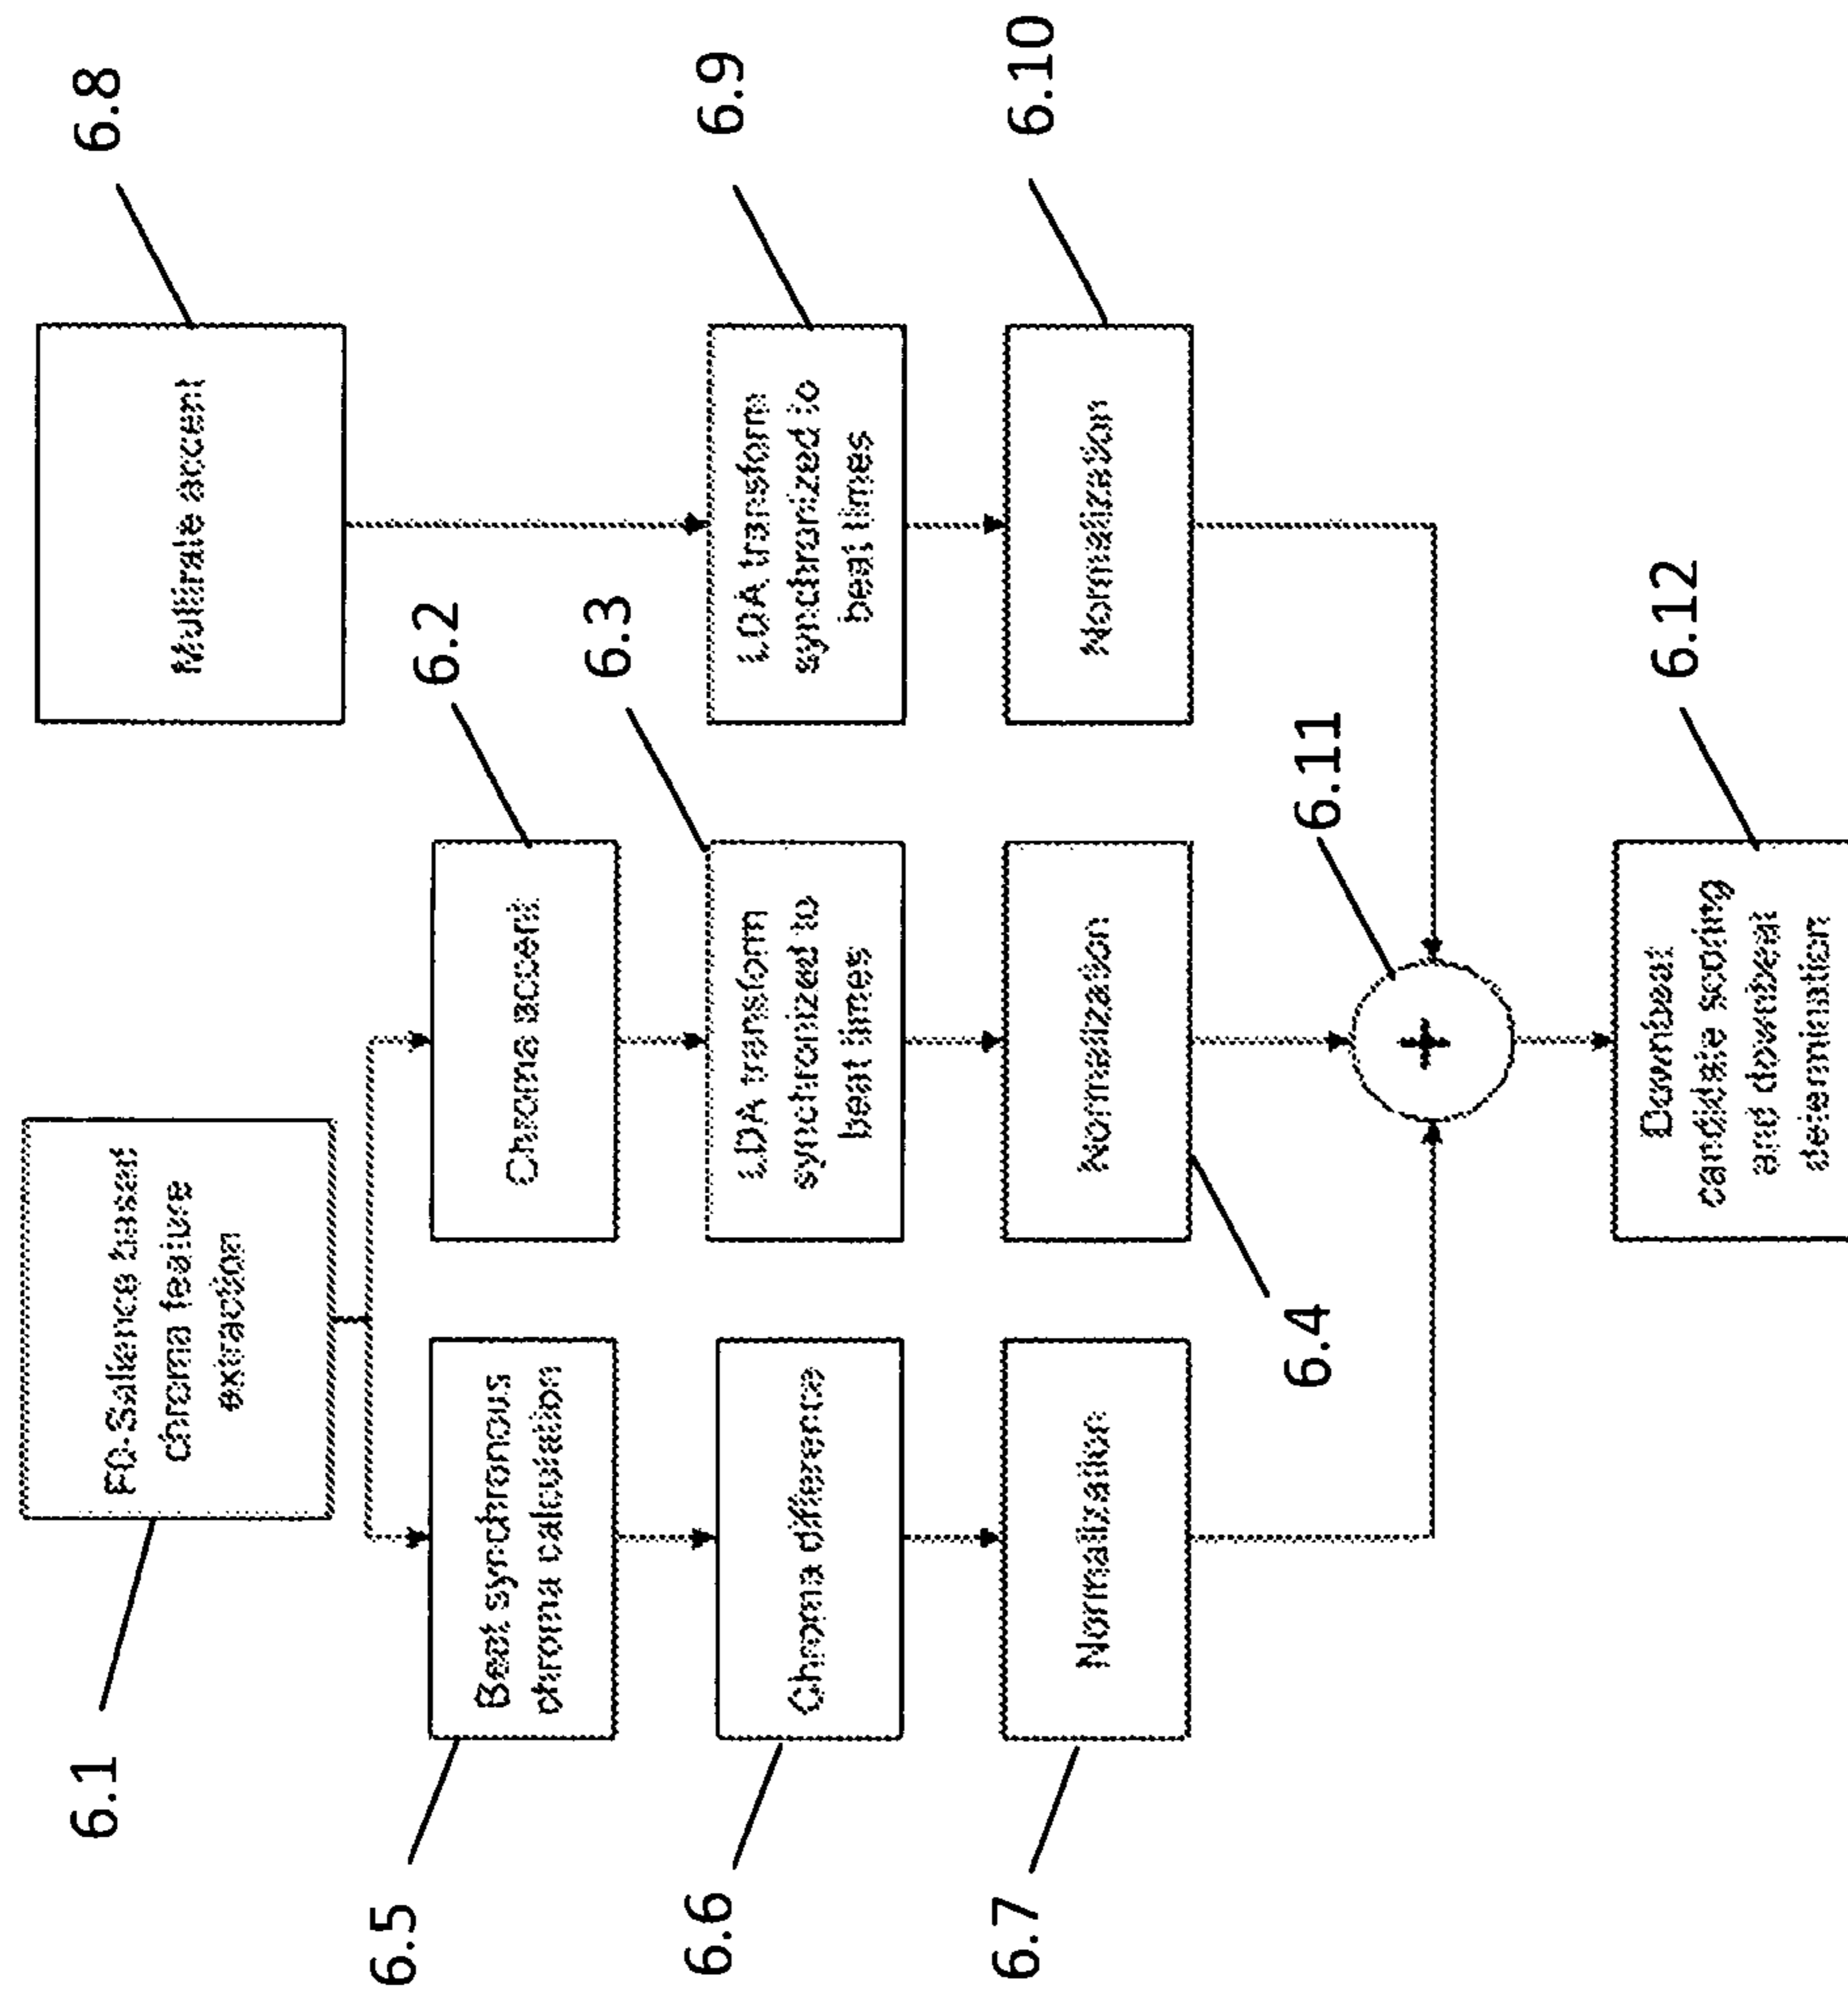 6.1
F0-Salience based
chroma feature
extraction
6.8
Multirate accent
6.5
Beat synchronous
chroma calculation
6.2
Chroma accent
6.6
Chroma difference
6.3
LDA transform
synchronized to
beat times
6.9
LDA transform
synchronized to
beat times
6.7
Normalization
6.4
Normalization
6.10
Normalization
6.11
+
6.12
Downbeat
candidate scoring
and downbeat
determination